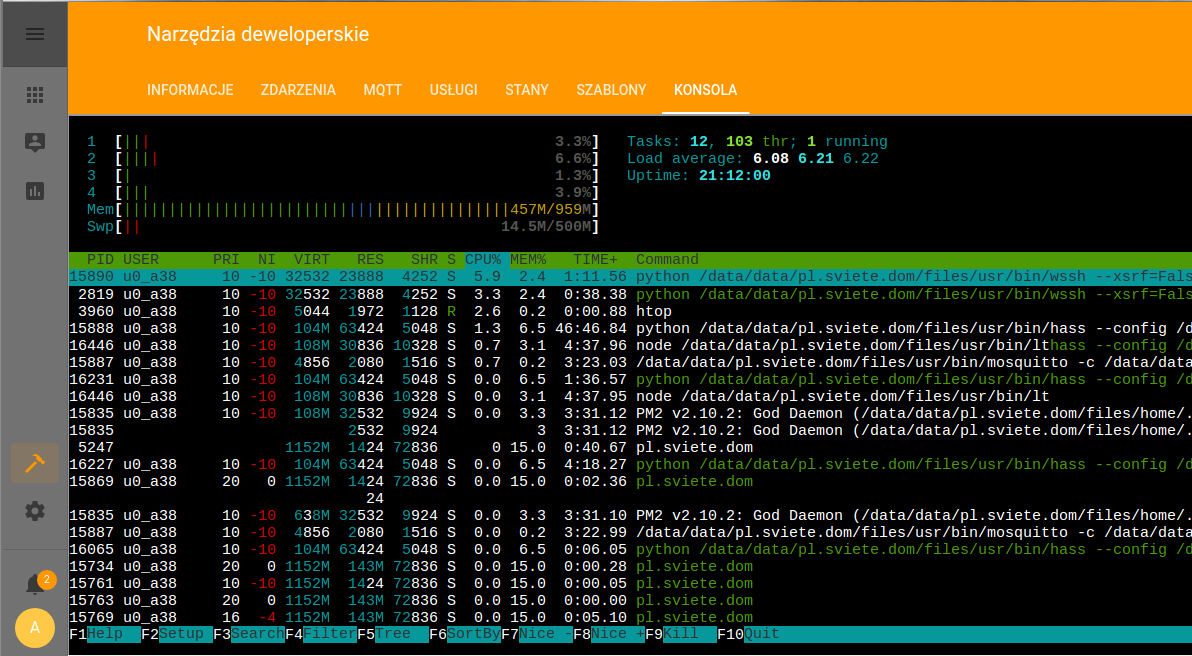 Narzędzia deweloperskie
INFORMACJE ZDARZENIA MQTT USŁUGI STANY SZABLONY KONSOLA
1 [||| 3.3%] Tasks: 12, 103 thr; 1 running
2 [|||| 6.6%] Load average: 6.08 6.21 6.22
3 [| 1.3%] Uptime: 21:12:00
4 [||| 3.9%]
Mem[|||||||||||||||||||||||||||||||||||||||||||457M/959M]
Swp[|| 14.5M/500M]
PID USER PRI NI VIRT RES SHR S CPU% MEM% TIME+ Command
15890 u0_a38 10 -10 32532 23888 4252 S 5.9 2.4 1:11.56 python /data/data/pl.sviete.dom/files/usr/bin/wssh --xsrf=Fals
2819 u0_a38 10 -10 32532 23888 4252 S 3.3 2.4 0:38.38 python /data/data/pl.sviete.dom/files/usr/bin/wssh --xsrf=Fals
3960 u0_a38 10 -10 5044 1972 1128 R 2.6 0.2 0:00.88 htop
15888 u0_a38 10 -10 104M 63424 5048 S 1.3 6.5 46:46.84 python /data/data/pl.sviete.dom/files/usr/bin/hass --config /d
16446 u0_a38 10 -10 108M 30836 10328 S 0.7 3.1 4:37.96 node /data/data/pl.sviete.dom/files/usr/bin/lthass --config /d
15887 u0_a38 10 -10 4856 2080 1516 S 0.7 0.2 3:23.03 /data/data/pl.sviete.dom/files/usr/bin/mosquitto -c /data/data
16231 u0_a38 10 -10 104M 63424 5048 S 0.0 6.5 1:36.57 python /data/data/pl.sviete.dom/files/usr/bin/hass --config /d
16446 u0_a38 10 -10 108M 30836 10328 S 0.0 3.1 4:37.95 node /data/data/pl.sviete.dom/files/usr/bin/lt
15835 u0_a38 10 -10 108M 32532 9924 S 0.0 3.3 3:31.12 PM2 v2.10.2: God Daemon (/data/data/pl.sviete.dom/files/home/.
15835 2532 9924 3 3:31.12 PM2 v2.10.2: God Daemon (/data/data/pl.sviete.dom/files/home/.
5247 1152M 1424 72836 0 15.0 0:40.67 pl.sviete.dom
16227 u0_a38 10 -10 104M 63424 5048 S 0.0 6.5 4:18.27 python /data/data/pl.sviete.dom/files/usr/bin/hass --config /d
15869 u0_a38 20 0 1152M 1424 72836 S 0.0 15.0 0:02.36 pl.sviete.dom
24
15835 u0_a38 10 -10 638M 32532 9924 S 0.0 3.3 3:31.10 PM2 v2.10.2: God Daemon (/data/data/pl.sviete.dom/files/home/.
15887 u0_a38 10 -10 4856 2080 1516 S 0.0 0.2 3:22.99 /data/data/pl.sviete.dom/files/usr/bin/mosquitto -c /data/data
16065 u0_a38 10 -10 104M 63424 5048 S 0.0 6.5 0:06.05 python /data/data/pl.sviete.dom/files/usr/bin/hass --config /d
15734 u0_a38 20 0 1152M 143M 72836 S 0.0 15.0 0:00.28 pl.sviete.dom
15761 u0_a38 10 -10 1152M 1424 72836 S 0.0 15.0 0:00.05 pl.sviete.dom
15763 u0_a38 20 0 1152M 143M 72836 S 0.0 15.0 0:00.00 pl.sviete.dom
15769 u0_a38 16 -4 1152M 143M 72836 S 0.0 15.0 0:05.10 pl.sviete.dom
F1Help F2Setup F3SearchF4FilterF5Tree F6SortByF7Nice -F8Nice +F9Kill F10Quit
2
A